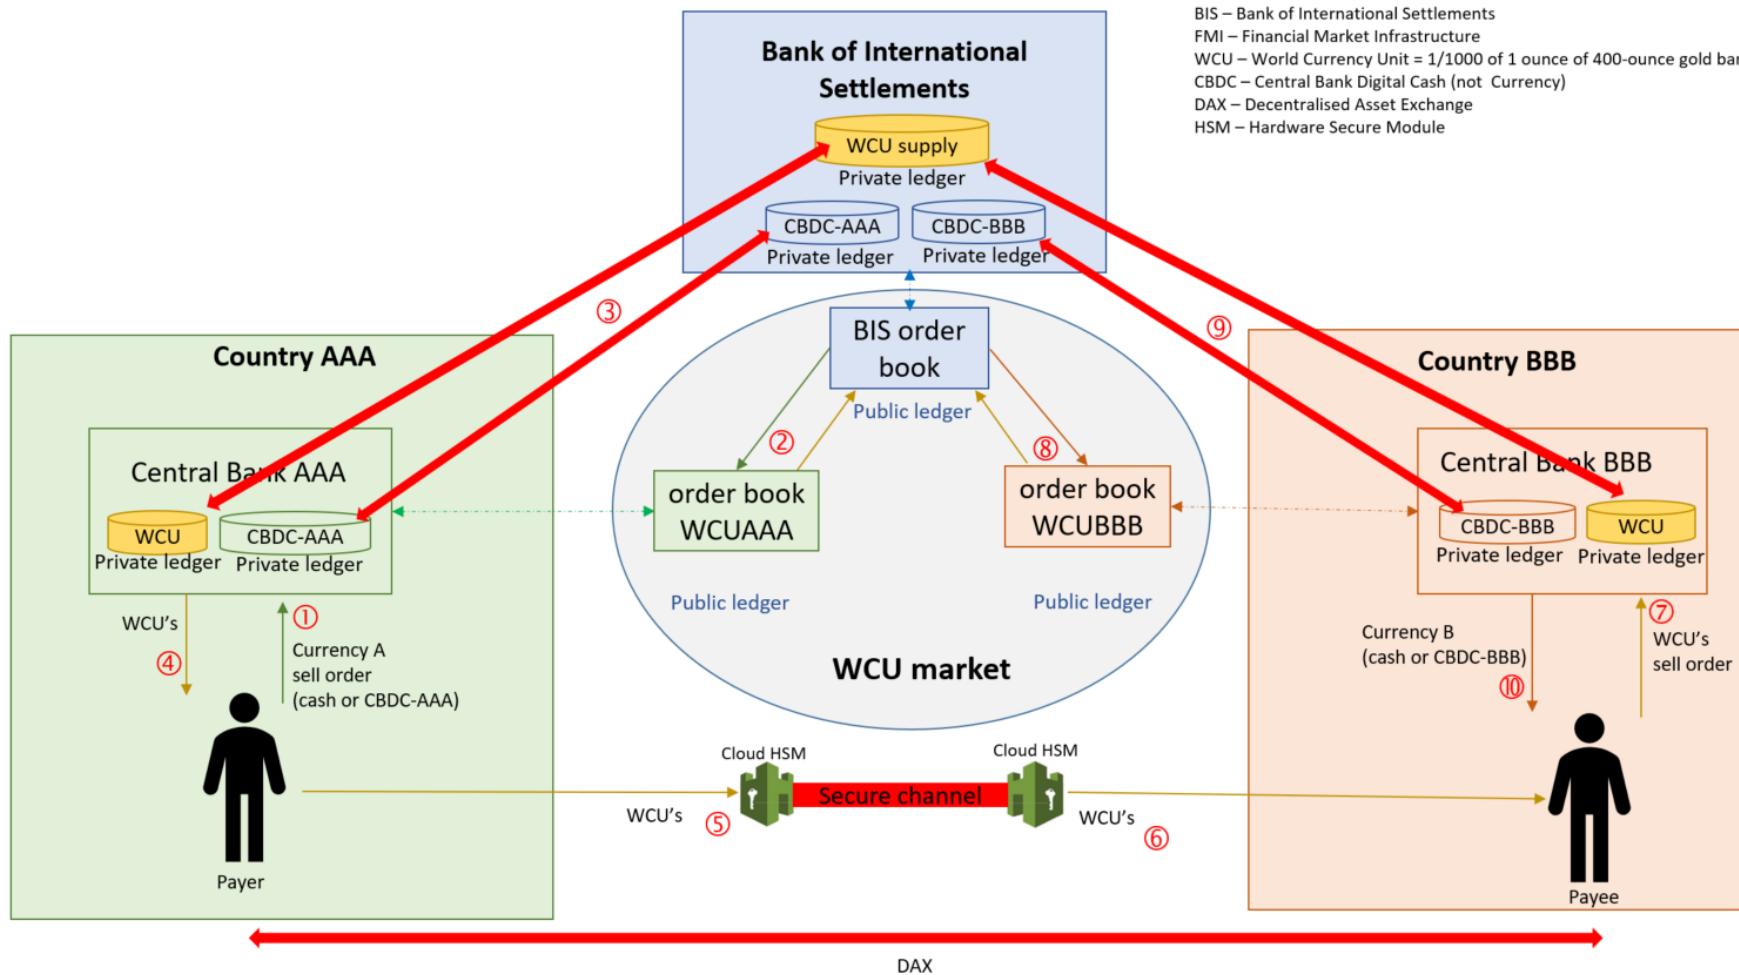 BIS – Bank of International Settlements
FMI – Financial Market Infrastructure
WCU – World Currency Unit = 1/1000 of 1 ounce of 400-ounce gold bar
CBDC – Central Bank Digital Cash (not Currency)
DAX – Decentralised Asset Exchange
HSM – Hardware Secure Module
Bank of International
Settlements
WCU supply
Private ledger
CBDC-AAA
Private ledger
CBDC-BBB
Private ledger
③
⑨
Country AAA
Central Bank AAA
WCU
Private ledger
CBDC-AAA
Private ledger
WCU's
④
①
Currency A
sell order
(cash or CBDC-AAA)
Payer
BIS order
book
Public ledger
②
⑧
order book
WCUAAA
Public ledger
order book
WCUBBB
Public ledger
WCU market
Country BBB
Central Bank BBB
CBDC-BBB
Private ledger
WCU
Private ledger
Currency B
(cash or CBDC-BBB)
⑩
⑦
WCU's
sell order
Payee
Cloud HSM
Cloud HSM
Secure channel
WCU's
⑤
WCU's
⑥
DAX